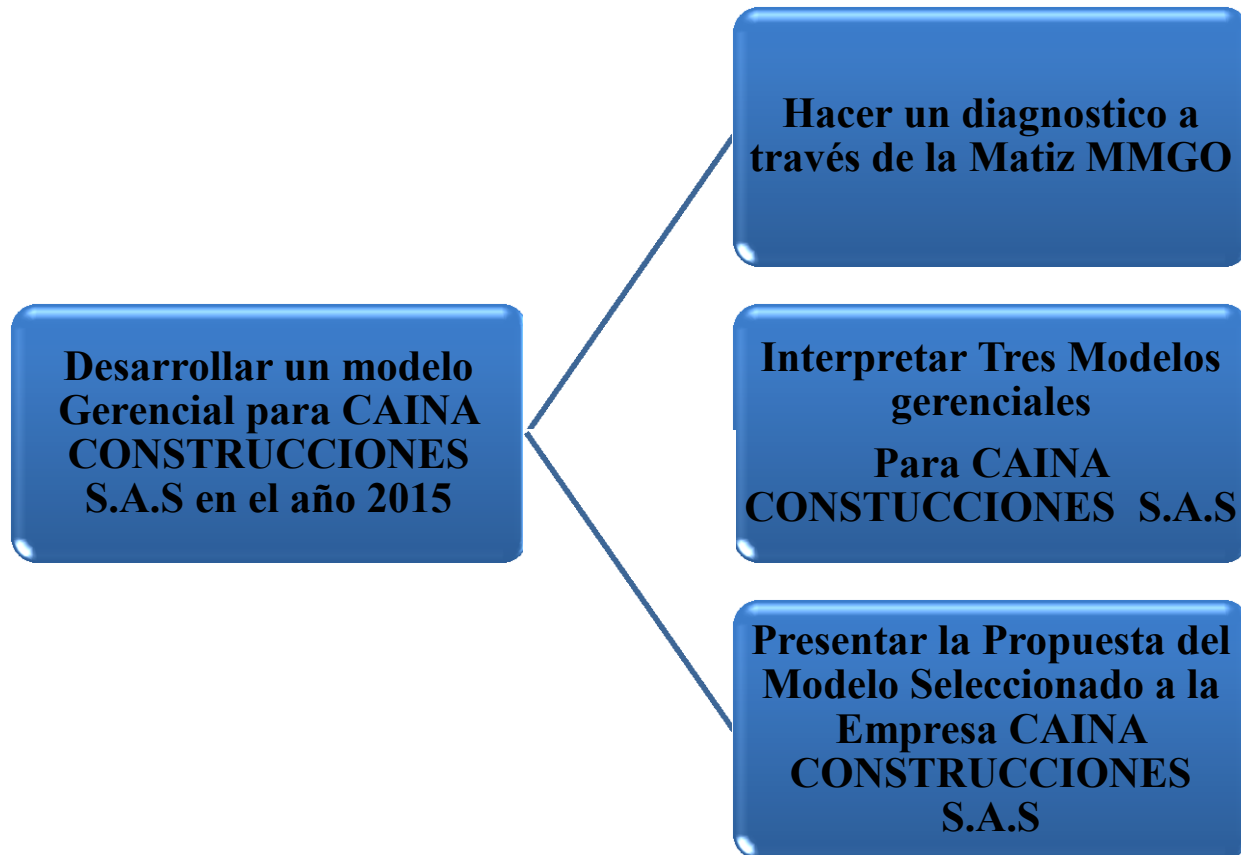 Desarrollar un modelo
Gerencial para CAINA
CONSTRUCCIONES
S.A.S en el año 2015
Hacer un diagnostico a
través de la Matiz MMGO
Interpretar Tres Modelos
gerenciales
Para CAINA
CONSTUCCIONES S.A.S
Presentar la Propuesta del
Modelo Seleccionado a la
Empresa CAINA
CONSTRUCCIONES
S.A.S